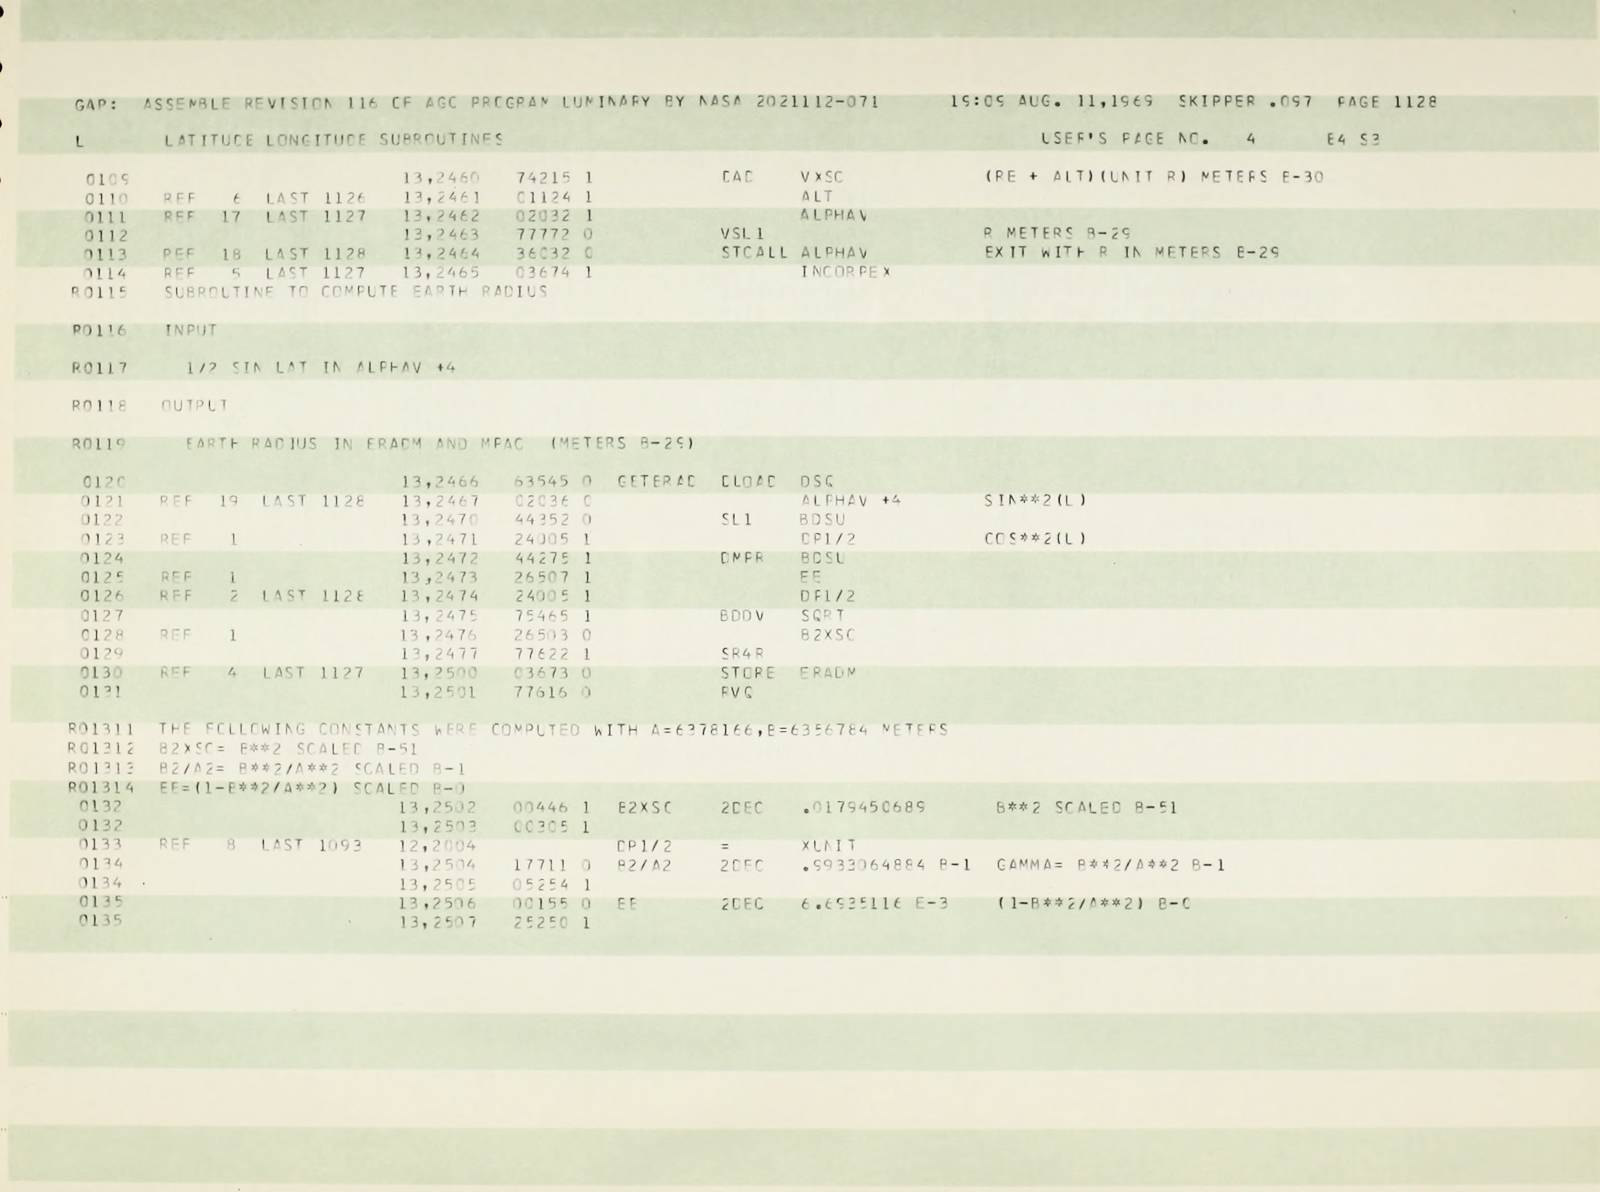 GAP: ASSEMBLE REVISION 116 OF AGC PROGRAM LUMINARY BY NASA 2021112-071 19:09 AUG. 11,1969 SKIPPER .097 PAGE 1128
L LATITUDE LONGITUDE SUBROUTINES USER'S PAGE NO. 4 E4 S3
0109 13,2460 74215 1 DAD VXSC (RE + ALT)(UNIT R) METERS B-30
0110 REF 6 LAST 1126 13,2461 01124 1 ALT
0111 REF 17 LAST 1127 13,2462 02032 1 ALPHAV
0112 13,2463 77772 0 VSL1 R METERS B-29
0113 REF 18 LAST 1128 13,2464 36032 0 STCALL ALPHAV EXIT WITH R IN METERS B-29
0114 REF 5 LAST 1127 13,2465 03674 1 INCORPEX
R0115 SUBROUTINE TO COMPUTE EARTH RADIUS
R0116 INPUT
R0117 1/2 SIN LAT IN ALPHAV +4
R0118 OUTPUT
R0119 EARTH RADIUS IN ERADM AND MPAC (METERS B-29)
0120 13,2466 63545 0 GETERAD DLOAD DSQ
0121 REF 19 LAST 1128 13,2467 02036 0 ALPHAV +4 SIN**2(L)
0122 13,2470 44352 0 SL1 BDSU
0123 REF 1 13,2471 24005 1 DP1/2 COS**2(L)
0124 13,2472 44275 1 DMPR BDSU
0125 REF 1 13,2473 26507 1 EE
0126 REF 2 LAST 1128 13,2474 24005 1 DP1/2
0127 13,2475 75465 1 BDDV SQRT
0128 REF 1 13,2476 26503 0 B2XSC
0129 13,2477 77622 1 SR4R
0130 REF 4 LAST 1127 13,2500 03673 0 STORE ERADM
0131 13,2501 77616 0 RVQ
R01311 THE FOLLOWING CONSTANTS WERE COMPUTED WITH A=6378166,B=6356784 METERS
R01312 B2XSC= B**2 SCALED B-51
R01313 B2/A2= B**2/A**2 SCALED B-1
R01314 EE=(1-B**2/A**2) SCALED B-0
0132 13,2502 00446 1 B2XSC 2DEC .0179450689 B**2 SCALED B-51
0132 13,2503 00305 1
0133 REF 8 LAST 1093 12,2004 DP1/2 = XUNIT
0134 13,2504 17711 0 B2/A2 2DEC .9933064884 B-1 GAMMA= B**2/A**2 B-1
0134 13,2505 05254 1
0135 13,2506 00155 0 EE 2DEC 6.6935116 E-3 (1-B**2/A**2) B-0
0135 13,2507 25250 1